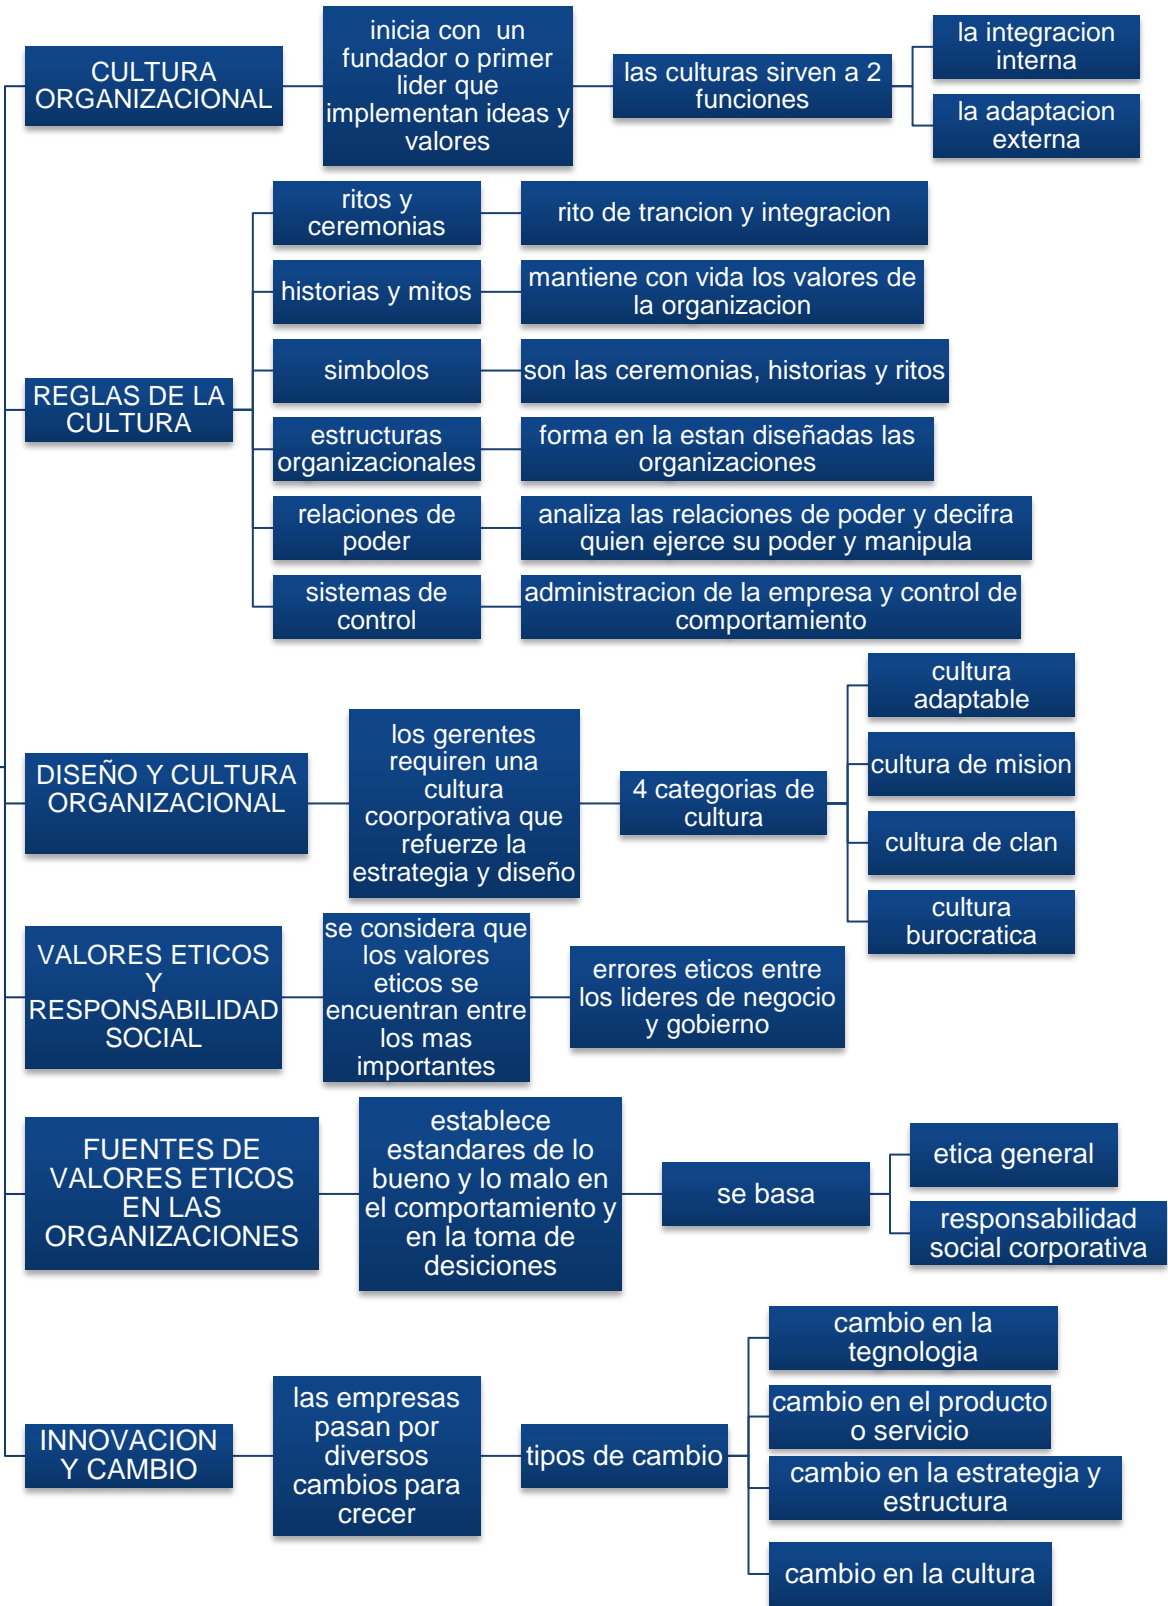 CULTURA
ORGANIZACIONAL
inicia con un
fundador o primer
lider que
implementan ideas y
valores
las culturas sirven a 2
funciones
la integracion
interna
la adaptacion
externa
REGLAS DE LA
CULTURA
ritos y
ceremonias
rito de trancion y integracion
historias y mitos
mantiene con vida los valores de
la organizacion
simbolos
son las ceremonias, historias y ritos
estructuras
organizacionales
forma en la estan diseñadas las
organizaciones
relaciones de
poder
analiza las relaciones de poder y decifra
quien ejerce su poder y manipula
sistemas de
control
administracion de la empresa y control de
comportamiento
DISEÑO Y CULTURA
ORGANIZACIONAL
los gerentes
requiren una
cultura
coorporativa que
refuerze la
estrategia y diseño
4 categorias de
cultura
cultura
adaptable
cultura de mision
cultura de clan
cultura
burocratica
VALORES ETICOS
Y
RESPONSABILIDAD
SOCIAL
se considera que
los valores
eticos se
encuentran entre
los mas
importantes
errores eticos entre
los lideres de negocio
y gobierno
FUENTES DE
VALORES ETICOS
EN LAS
ORGANIZACIONES
establece
estandares de lo
bueno y lo malo en
el comportamiento y
en la toma de
desiciones
se basa
etica general
responsabilidad
social corporativa
INNOVACION
Y CAMBIO
las empresas
pasan por
diversos
cambios para
crecer
tipos de cambio
cambio en la
tegnologia
cambio en el producto
o servicio
cambio en la estrategia y
estructura
cambio en la cultura